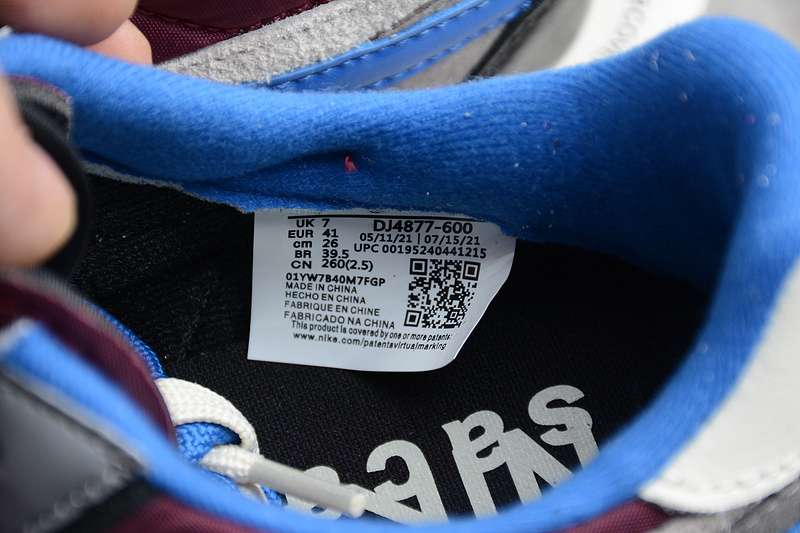 UK 7
EUR 41
cm 26
BR 39.5
CN 260(2.5)
DJ4877-600
05/11/21 | 07/15/21
UPC 00195240441215
01YW7B40M7FGP
MADE IN CHINA
HECHO EN CHINA
FABRIQUE EN CHINE
FABRICADO NA CHINA
This product is covered by one or more patents:
www.nike.com/patentsvirtualmarking
saca